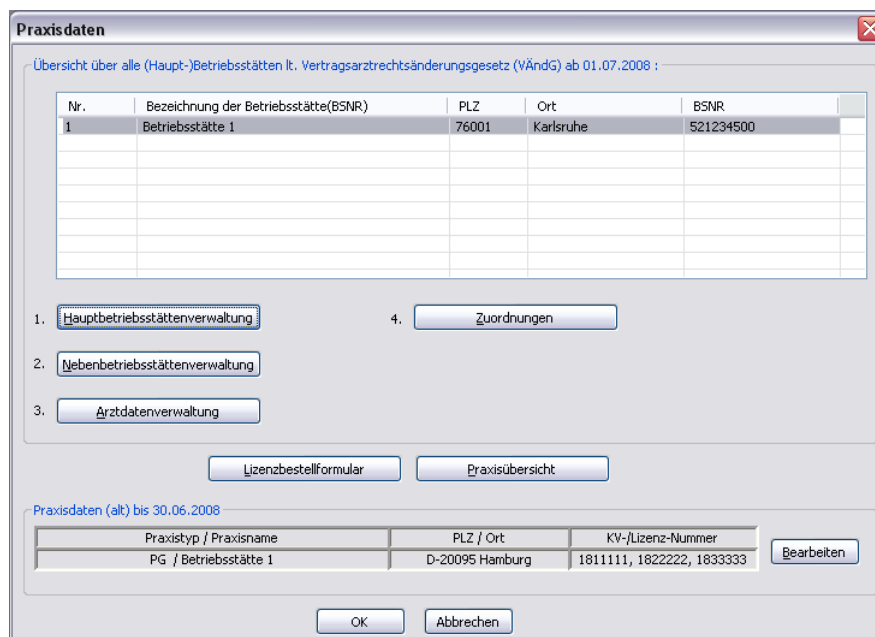 Praxisdaten
Übersicht über alle (Haupt-)Betriebsstätten lt. Vertragsarztrechtsänderungsgesetz (VÄndG) ab 01.07.2008 :
Nr. Bezeichnung der Betriebsstätte(BSNR) PLZ Ort BSNR
1 Betriebsstätte 1 76001 Karlsruhe 521234500
1. Hauptbetriebsstättenverwaltung 4. Zuordnungen
2. Nebenbetriebsstättenverwaltung
3. Arztdatenverwaltung
Lizenzbestellformular Praxisübersicht
Praxisdaten (alt) bis 30.06.2008
Praxistyp / Praxisname PLZ / Ort KV-/Lizenz-Nummer
PG / Betriebsstätte 1 D-20095 Hamburg 1811111, 1822222, 1833333 Bearbeiten
OK Abbrechen